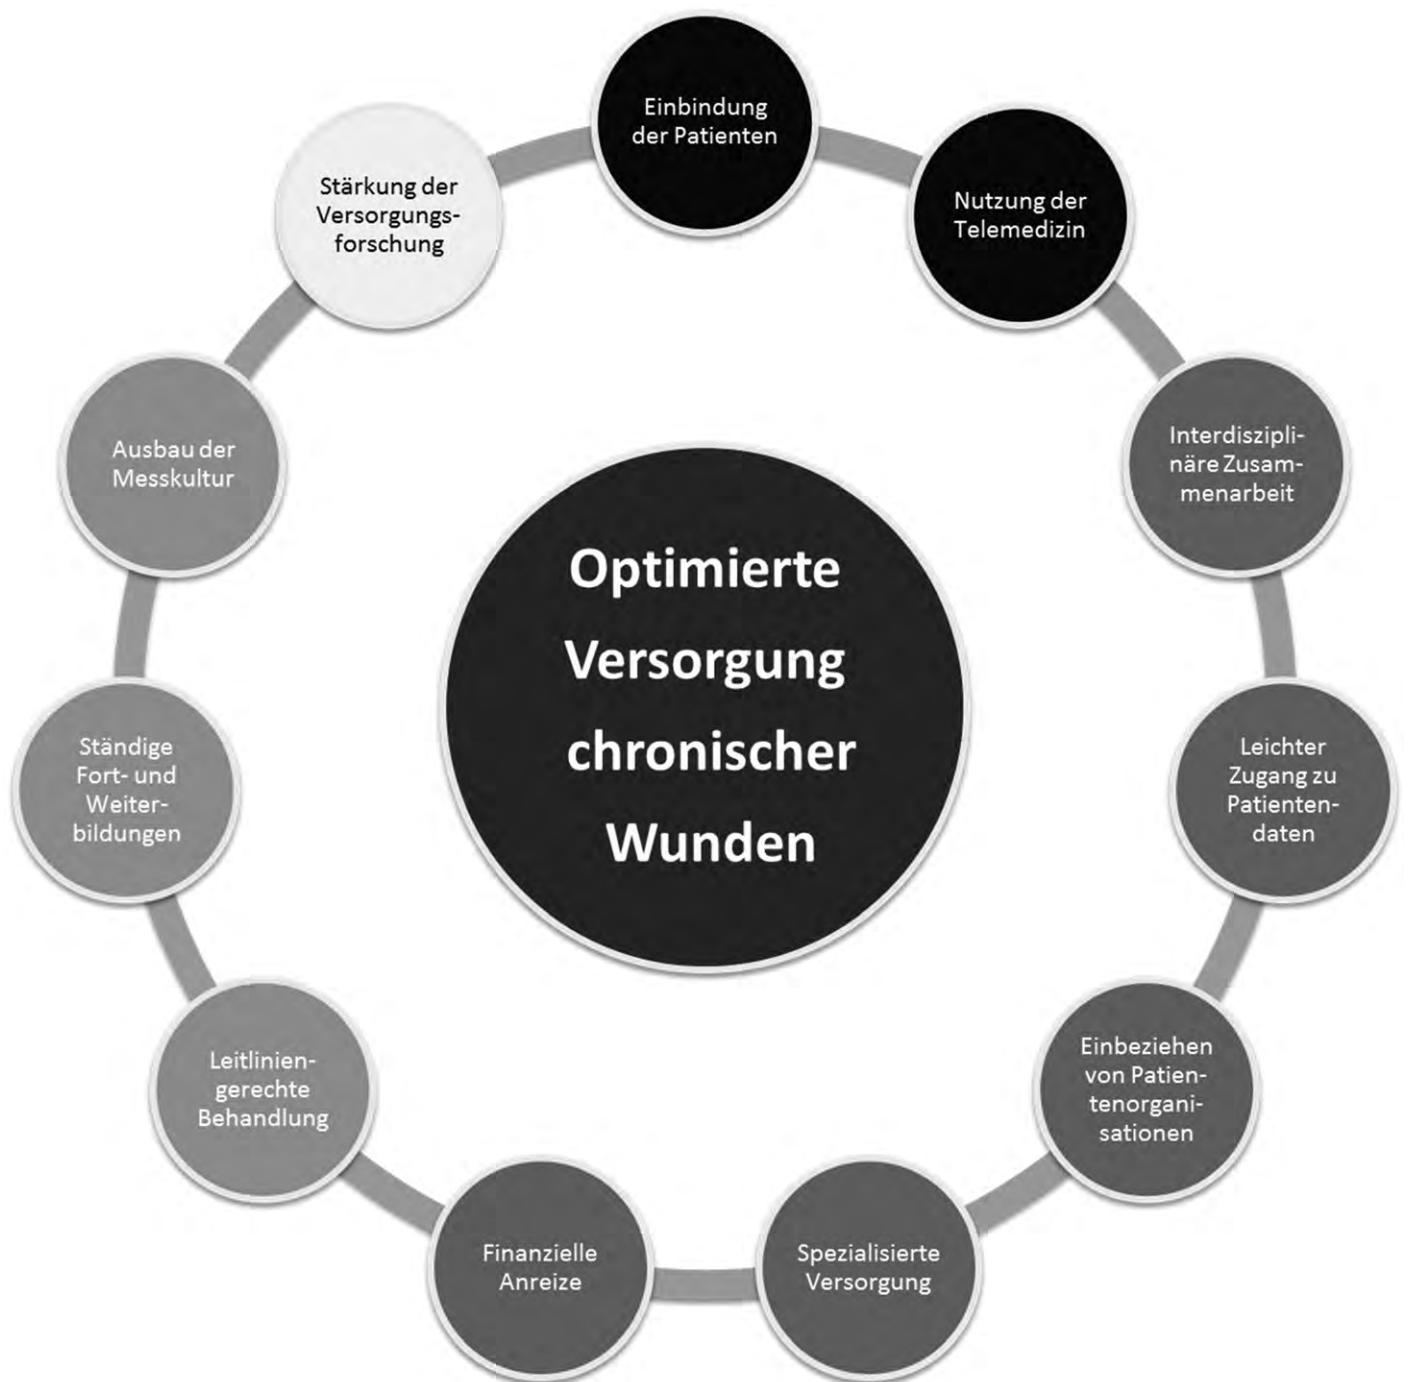 Einbindung
der Patienten
Nutzung der
Telemedizin
Interdiszipli-
näre Zusam-
menarbeit
Leichter
Zugang zu
Patienten-
daten
Einbeziehen
von Patien-
tenorgani-
sationen
Spezialisierte
Versorgung
Finanzielle
Anreize
Leitlinien-
gerechte
Behandlung
Ständige
Fort- und
Weiter-
bildungen
Ausbau der
Messkultur
Stärkung der
Versorgungs-
forschung
Optimierte
Versorgung
chronischer
Wunden